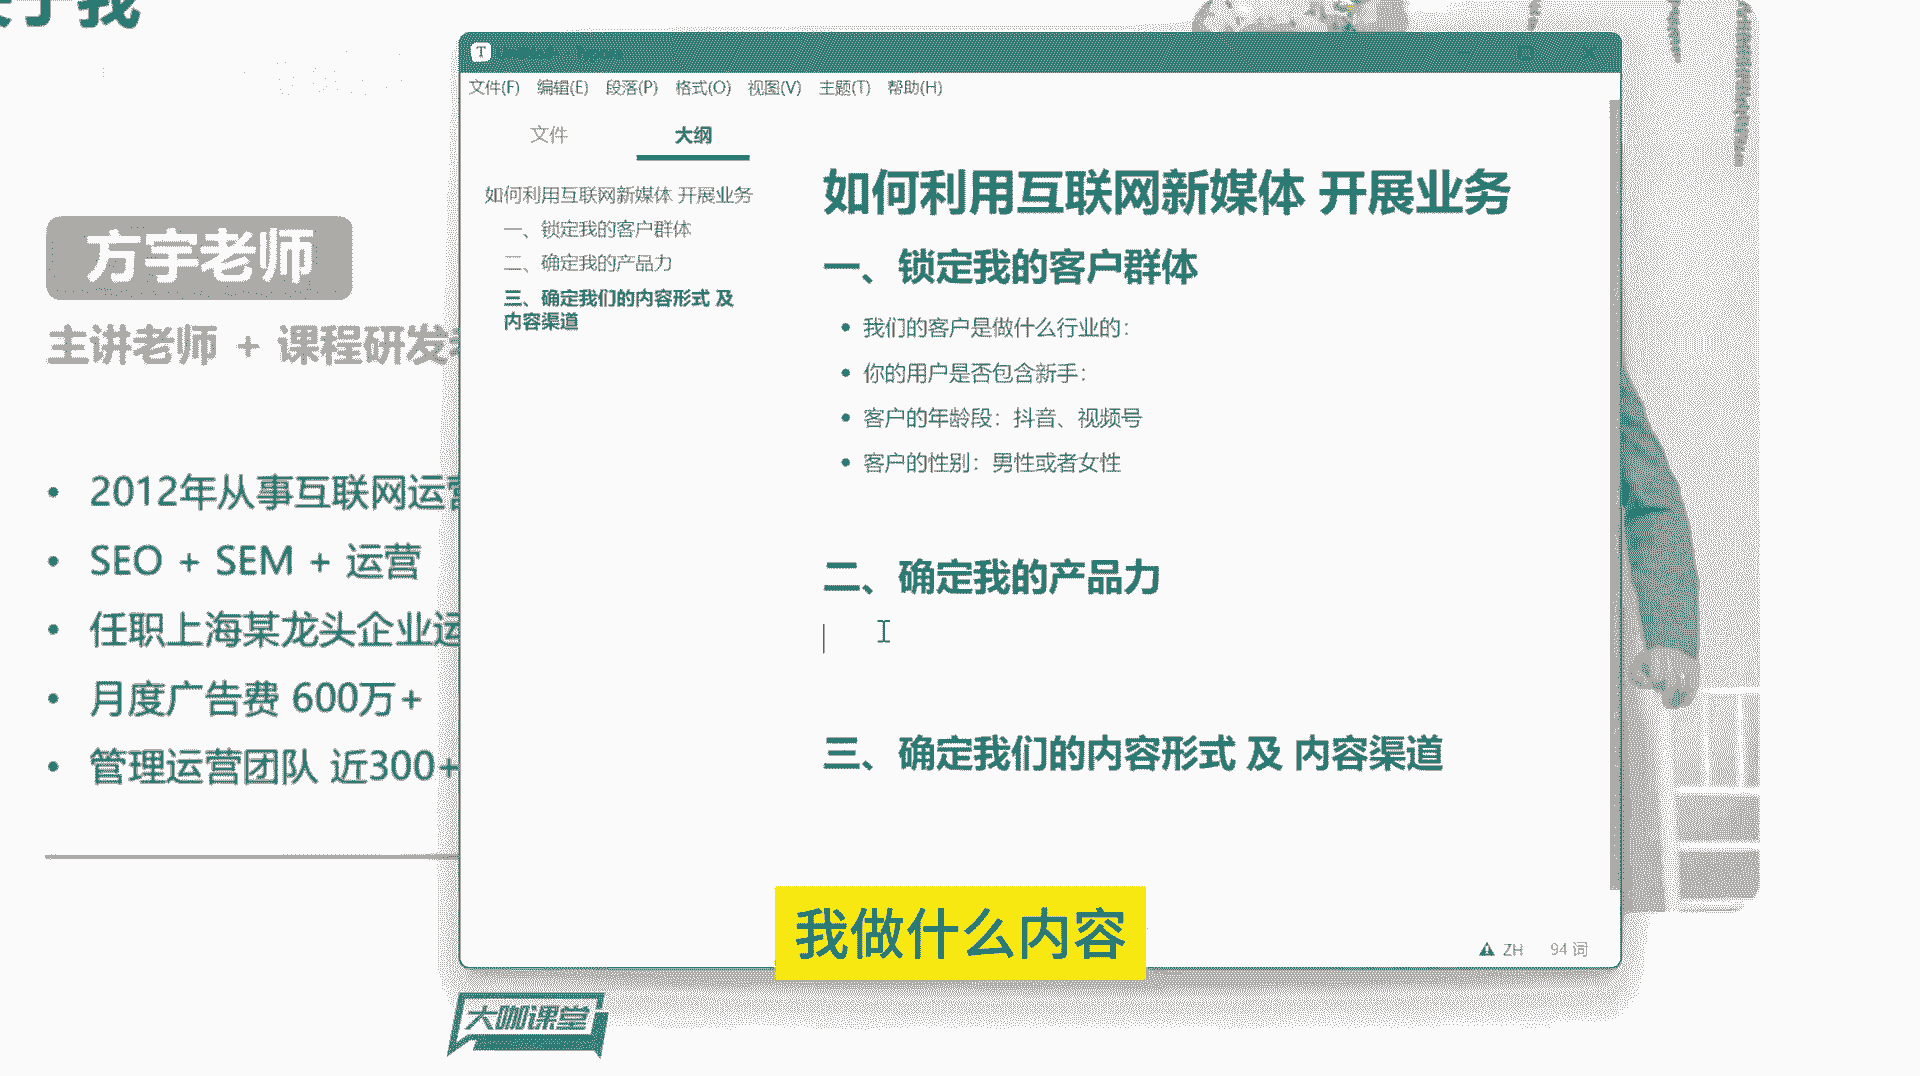 于我
方宇老师
主讲老师 + 课程研发
• 2012年从事互联网运营
• SEO + SEM + 运营
• 任职上海某龙头企业运
• 月度广告费 600万+
• 管理运营团队 近300+
T
文件(F) 编辑(E) 段落(P) 格式(O) 视图(V) 主题(T) 帮助(H)
文件 大纲
如何利用互联网新媒体 开展业务
一、锁定我的客户群体
二、确定我的产品力
三、确定我们的内容形式 及
内容渠道
如何利用互联网新媒体 开展业务
一、锁定我的客户群体
• 我们的客户是做什么行业的：
• 你的用户是否包含新手：
• 客户的年龄段：抖音、视频号
• 客户的性别：男性或者女性
二、确定我的产品力
三、确定我们的内容形式 及 内容渠道
ZH 94 词
我做什么内容
大咖课堂